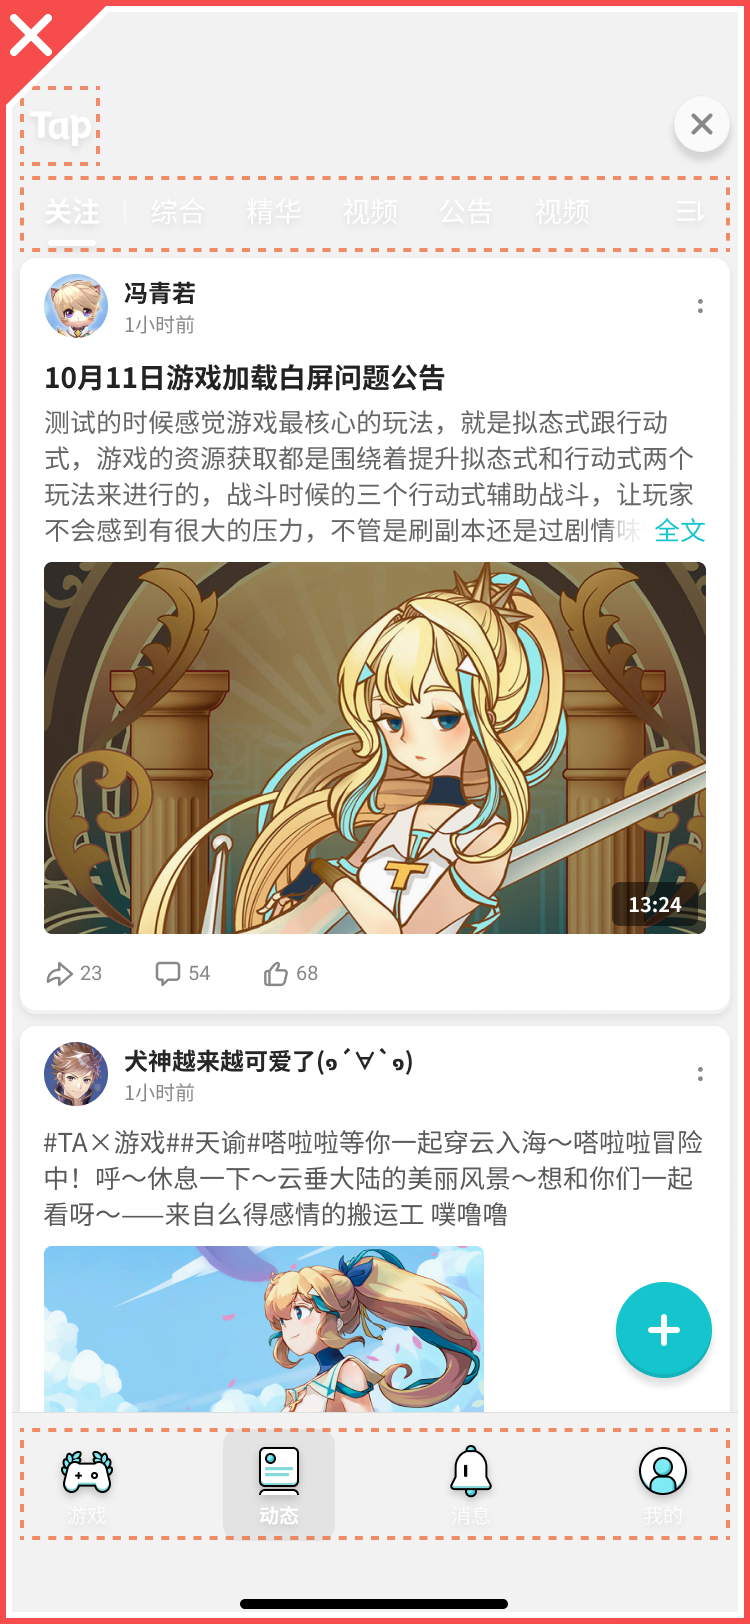 Tap
关注 综合 精华 视频 公告 视频
冯青若
1小时前
10月11日游戏加载白屏问题公告
测试的时候感觉游戏最核心的玩法，就是拟态式跟行动
式，游戏的资源获取都是围绕着提升拟态式和行动式两个
玩法来进行的，战斗时候的三个行动式辅助战斗，让玩家
不会感到有很大的压力，不管是刷副本还是过剧情味 全文
13:24
23 54 68
犬神越来越可爱了(๑´∀`๑)
1小时前
#TA×游戏##天谕#嗒啦啦等你一起穿云入海～嗒啦啦冒险
中！呼～休息一下～云垂大陆的美丽风景～想和你们一起
看呀～——来自么得感情的搬运工 噗噜噜
游戏 动态 消息 我的